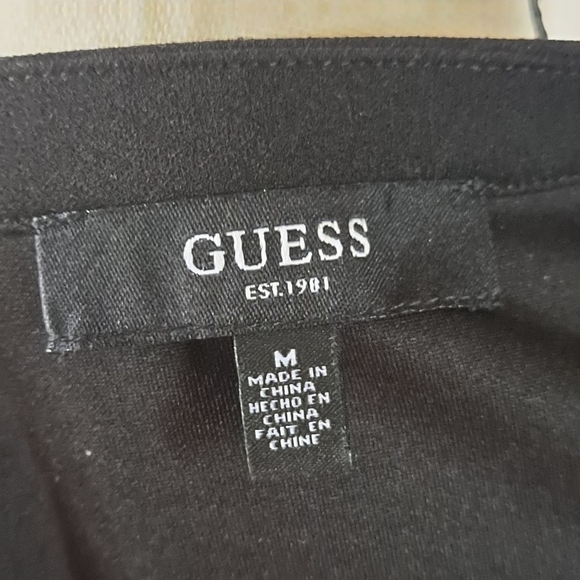 GUESS
EST.1981
M
MADE IN
CHINA
HECHO EN
CHINA
FAIT EN
CHINE